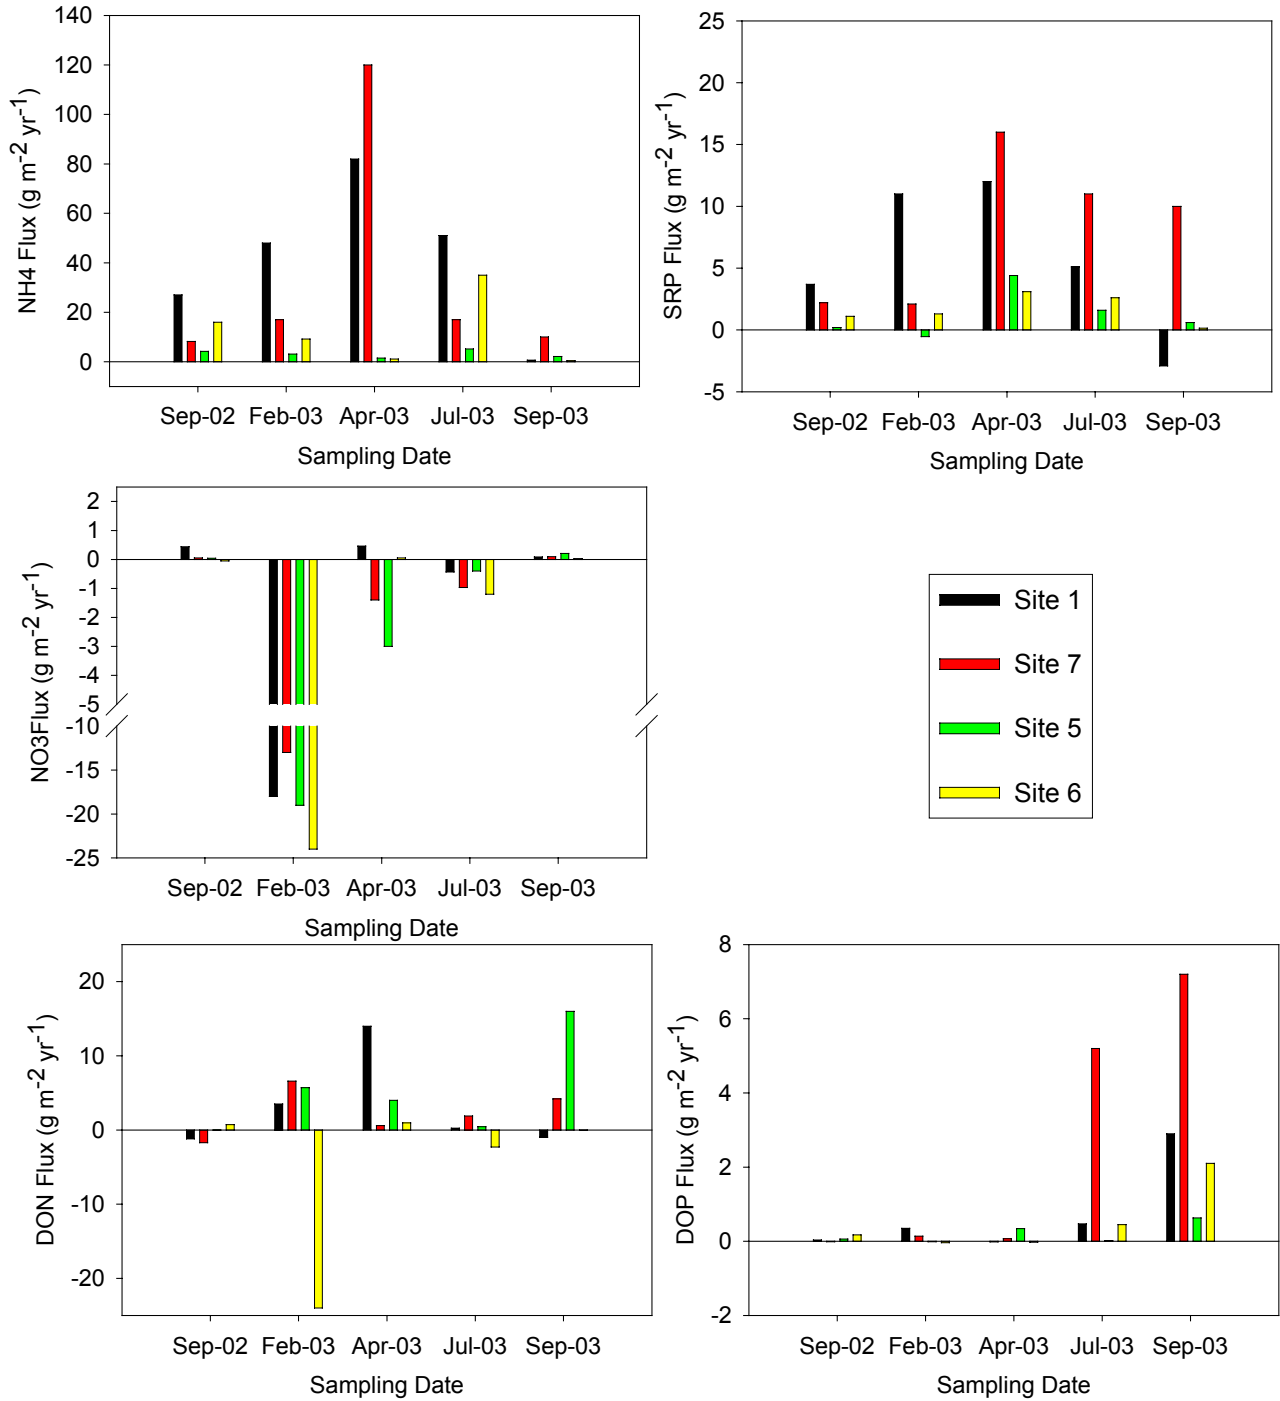 140
120
100
80
60
40
20
0
NH4 Flux (g m-2 yr-1)
Sep-02 Feb-03 Apr-03 Jul-03 Sep-03
Sampling Date
25
20
15
10
5
0
-5
SRP Flux (g m-2 yr-1)
Sep-02 Feb-03 Apr-03 Jul-03 Sep-03
Sampling Date
2
1
0
-1
-2
-3
-4
-5
-10
-15
-20
-25
NO3Flux (g m-2 yr-1)
Sep-02 Feb-03 Apr-03 Jul-03 Sep-03
Sampling Date
Site 1
Site 7
Site 5
Site 6
20
10
0
-10
-20
DON Flux (g m-2 yr-1)
Sep-02 Feb-03 Apr-03 Jul-03 Sep-03
Sampling Date
8
6
4
2
0
-2
DOP Flux (g m-2 yr-1)
Sep-02 Feb-03 Apr-03 Jul-03 Sep-03
Sampling Date